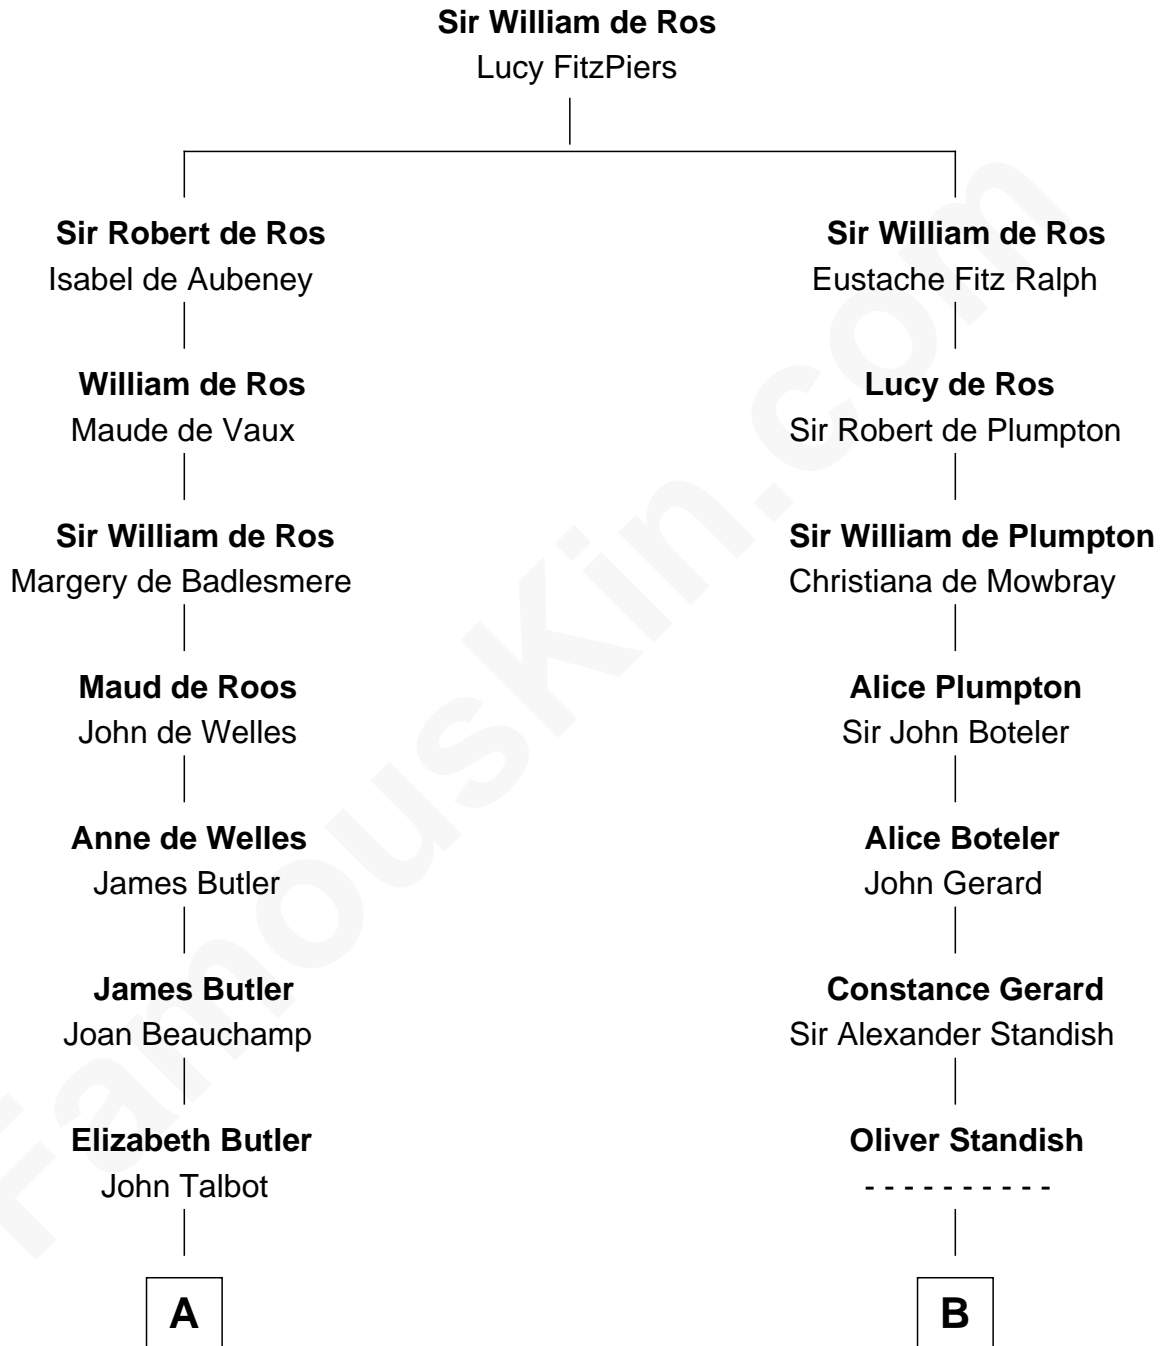 Sir William de Ros
Lucy FitzPiers
Sir Robert de Ros
Isabel de Aubeney
Sir William de Ros
Eustache Fitz Ralph
William de Ros
Maude de Vaux
Lucy de Ros
Sir Robert de Plumpton
Sir William de Ros
Margery de Badlesmere
Sir William de Plumpton
Christiana de Mowbray
Maud de Roos
John de Welles
Alice Plumpton
Sir John Boteler
Anne de Welles
James Butler
Alice Boteler
John Gerard
James Butler
Joan Beauchamp
Constance Gerard
Sir Alexander Standish
Elizabeth Butler
John Talbot
Oliver Standish
- - - - - - - - - -
A
B
FamousKin.com